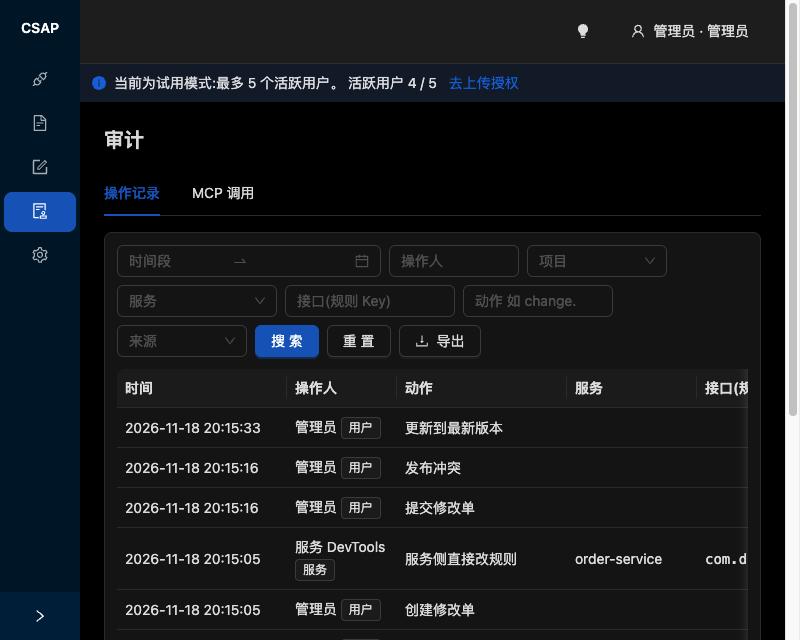 CSAP
管理员 · 管理员
当前为试用模式:最多 5 个活跃用户。 活跃用户 4 / 5 去上传授权
审计
操作记录 MCP 调用
时间段 操作人 项目
服务 接口(规则 Key) 动作 如 change.
来源 搜索 重置 导出
时间 操作人 动作 服务 接口(规
2026-11-18 20:15:33 管理员 用户 更新到最新版本
2026-11-18 20:15:16 管理员 用户 发布冲突
2026-11-18 20:15:16 管理员 用户 提交修改单
2026-11-18 20:15:05 服务 DevTools 服务 服务侧直接改规则 order-service com.d
2026-11-18 20:15:05 管理员 用户 创建修改单